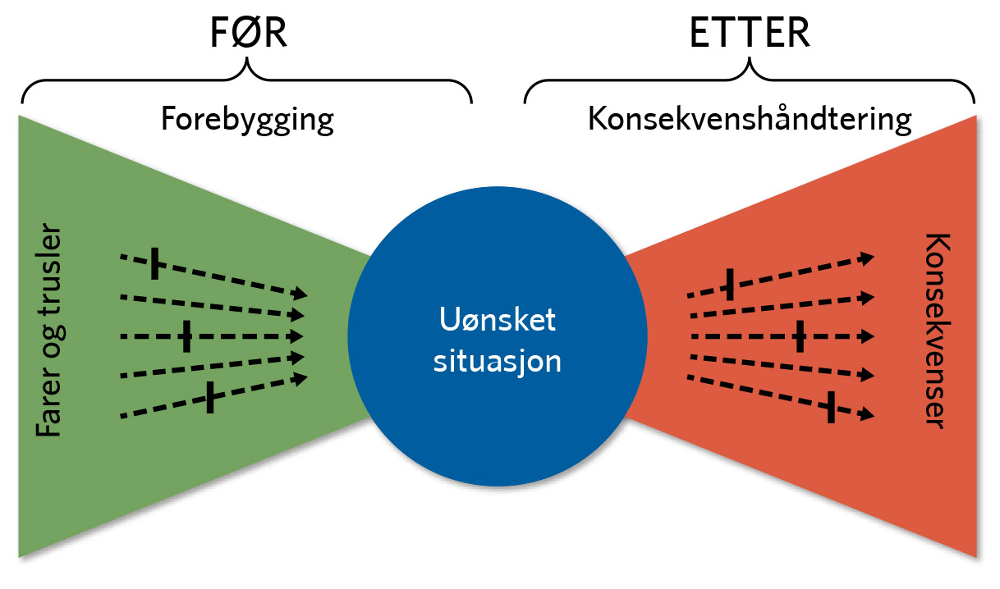 FØR
ETTER
Forebygging
Konsekvenshåndtering
Farer og trusler
Uønsket
situasjon
Konsekvenser